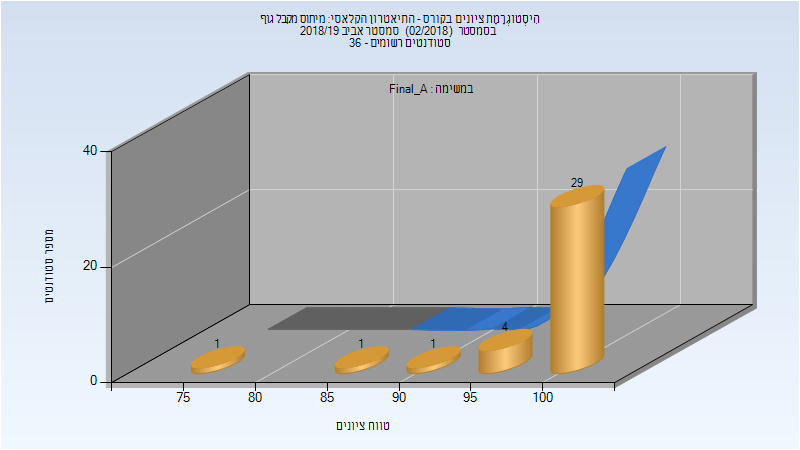 היסטוגרמת ציונים בקורס - התיאטרון הקלאסי: מיתוס מקבל גוף
בסמסטר (02/2018) סמסטר אביב 2018/19
סטודנטים רשומים - 36
במשימה : Final_A
מספר סטודנטים
40
20
0
1
1
1
4
29
75
80
85
90
95
100
טווח ציונים